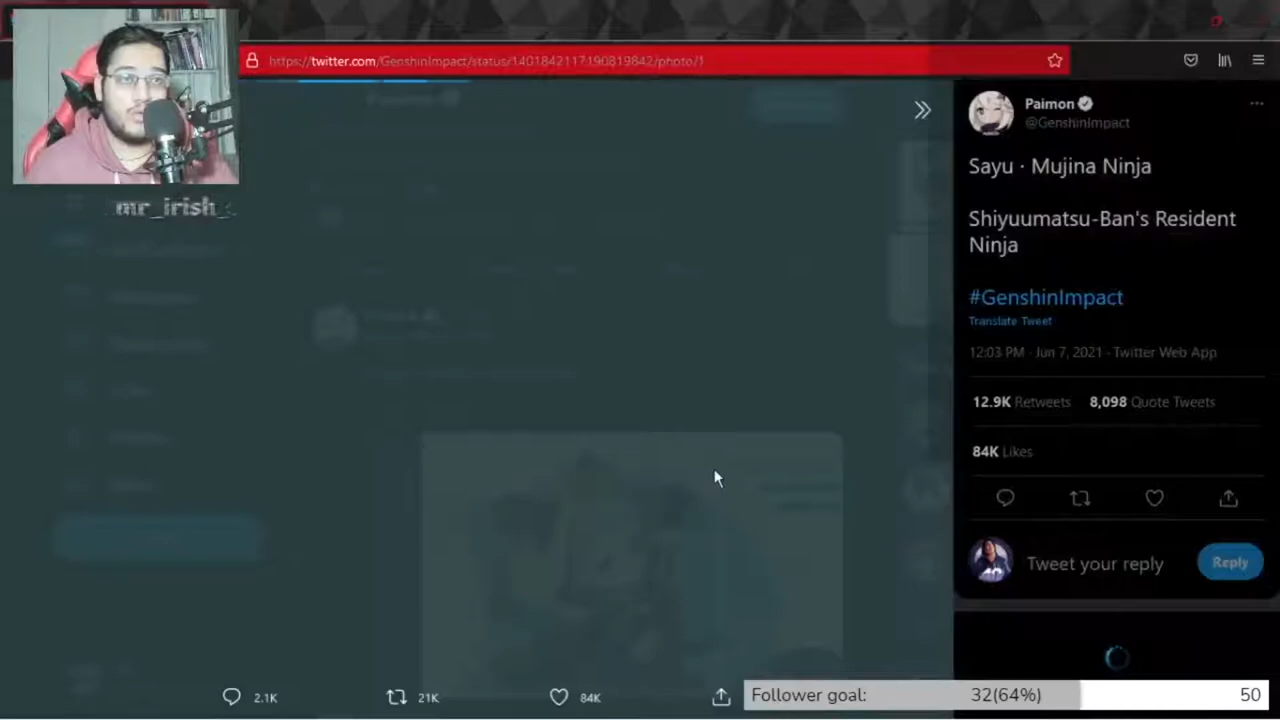 https://twitter.com/GenshinImpact/status/1401842117190819842/photo/1
mr_irish_
Paimon
@GenshinImpact
Sayu · Mujina Ninja
Shiyuumatsu-Ban's Resident
Ninja
#GenshinImpact
Translate Tweet
12:03 PM · Jun 7, 2021 · Twitter Web App
12.9K Retweets 8,098 Quote Tweets
84K Likes
Tweet your reply Reply
2.1K 21K 84K
Follower goal: 32(64%) 50